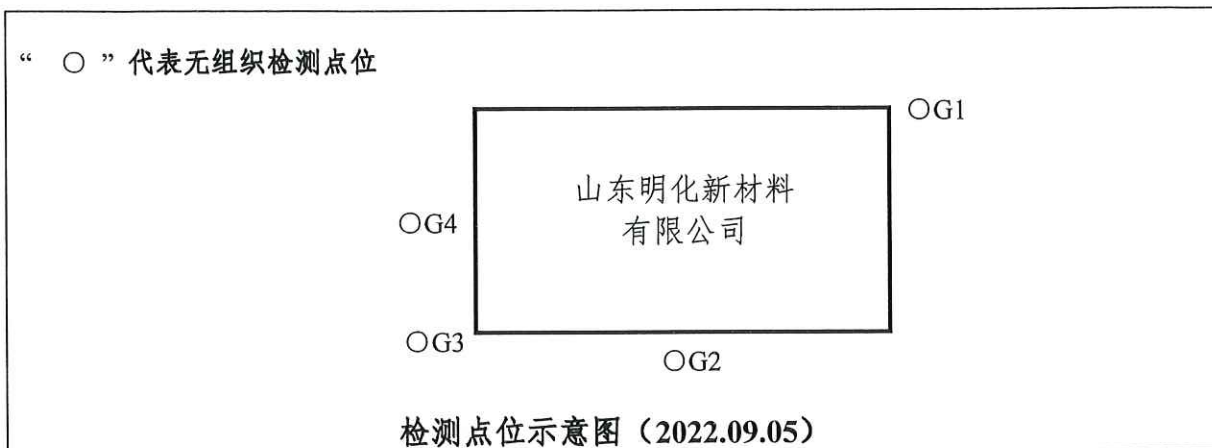 “ ○ ”代表无组织检测点位
○G1
山东明化新材料
有限公司
○G4
○G3
○G2
检测点位示意图（2022.09.05）